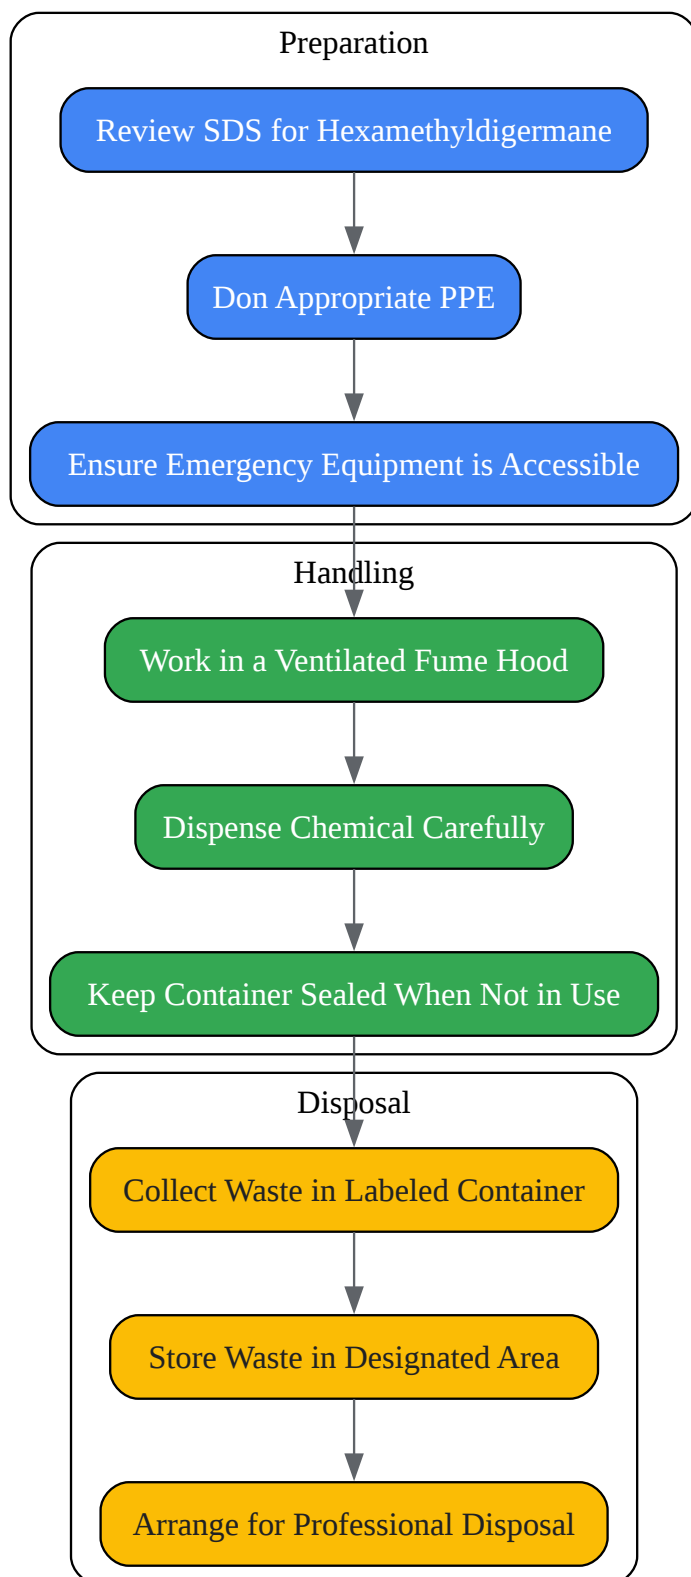 Preparation
Review SDS for Hexamethyldigermane
Don Appropriate PPE
Ensure Emergency Equipment is Accessible
Handling
Work in a Ventilated Fume Hood
Dispense Chemical Carefully
Keep Container Sealed When Not in Use
Disposal
Collect Waste in Labeled Container
Store Waste in Designated Area
Arrange for Professional Disposal